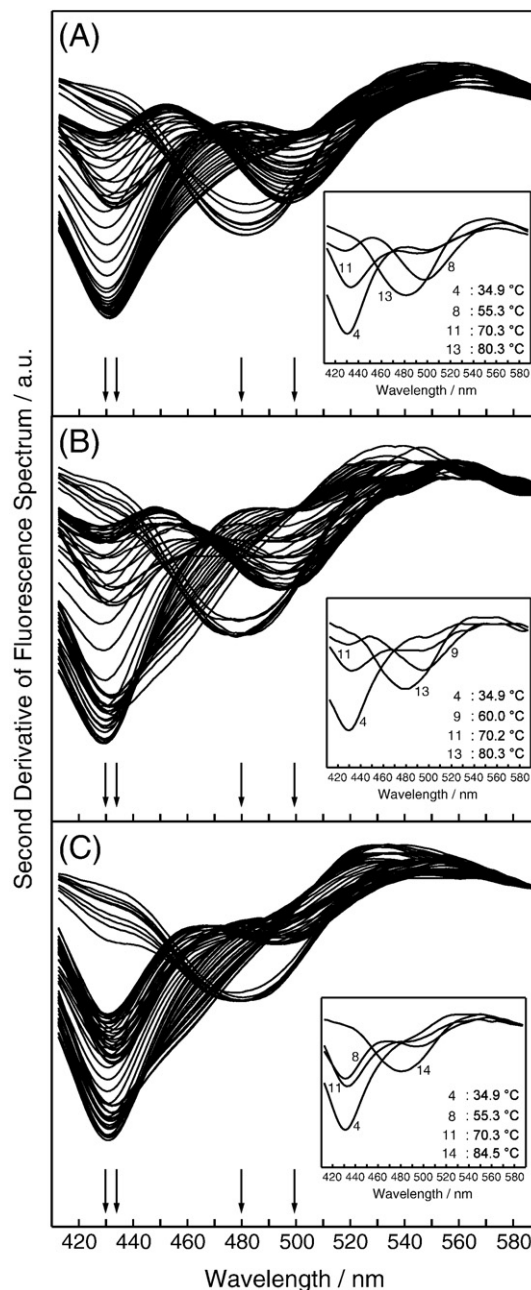 Second Derivative of Fluorescence Spectrum / a.u.
(A)
11
8
13
4
4 : 34.9 °C
8 : 55.3 °C
11 : 70.3 °C
13 : 80.3 °C
420 440 460 480 500 520 540 560 580
Wavelength / nm
(B)
11
9
13
4
4 : 34.9 °C
9 : 60.0 °C
11 : 70.2 °C
13 : 80.3 °C
420 440 460 480 500 520 540 560 580
Wavelength / nm
(C)
8
11
14
4
4 : 34.9 °C
8 : 55.3 °C
11 : 70.3 °C
14 : 84.5 °C
420 440 460 480 500 520 540 560 580
Wavelength / nm
420 440 460 480 500 520 540 560 580
Wavelength / nm